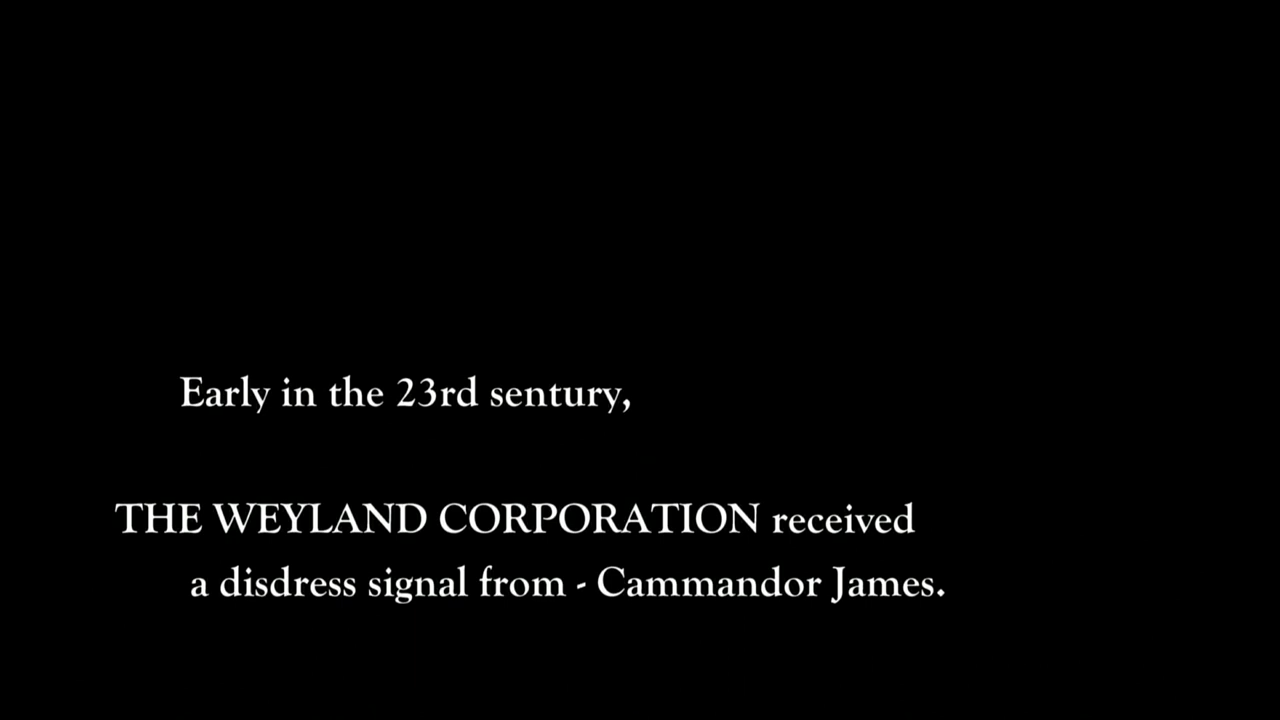 Early in the 23rd sentury,
THE WEYLAND CORPORATION received
a disdress signal from - Cammandor James.